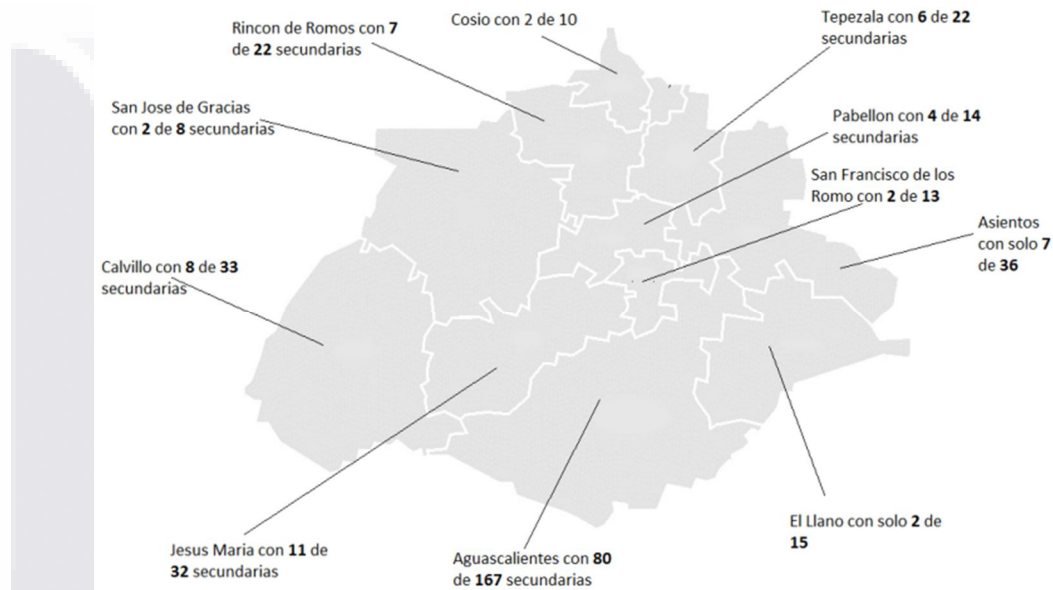 Rincon de Romos con 7
de 22 secundarias
Cosio con 2 de 10
Tepezala con 6 de 22
secundarias
San Jose de Gracias
con 2 de 8 secundarias
Pabellon con 4 de 14
secundarias
San Francisco de los
Romo con 2 de 13
Asientos
con solo 7
de 36
Calvillo con 8 de 33
secundarias
El Llano con solo 2 de
15
Jesus Maria con 11 de
32 secundarias
Aguascalientes con 80
de 167 secundarias